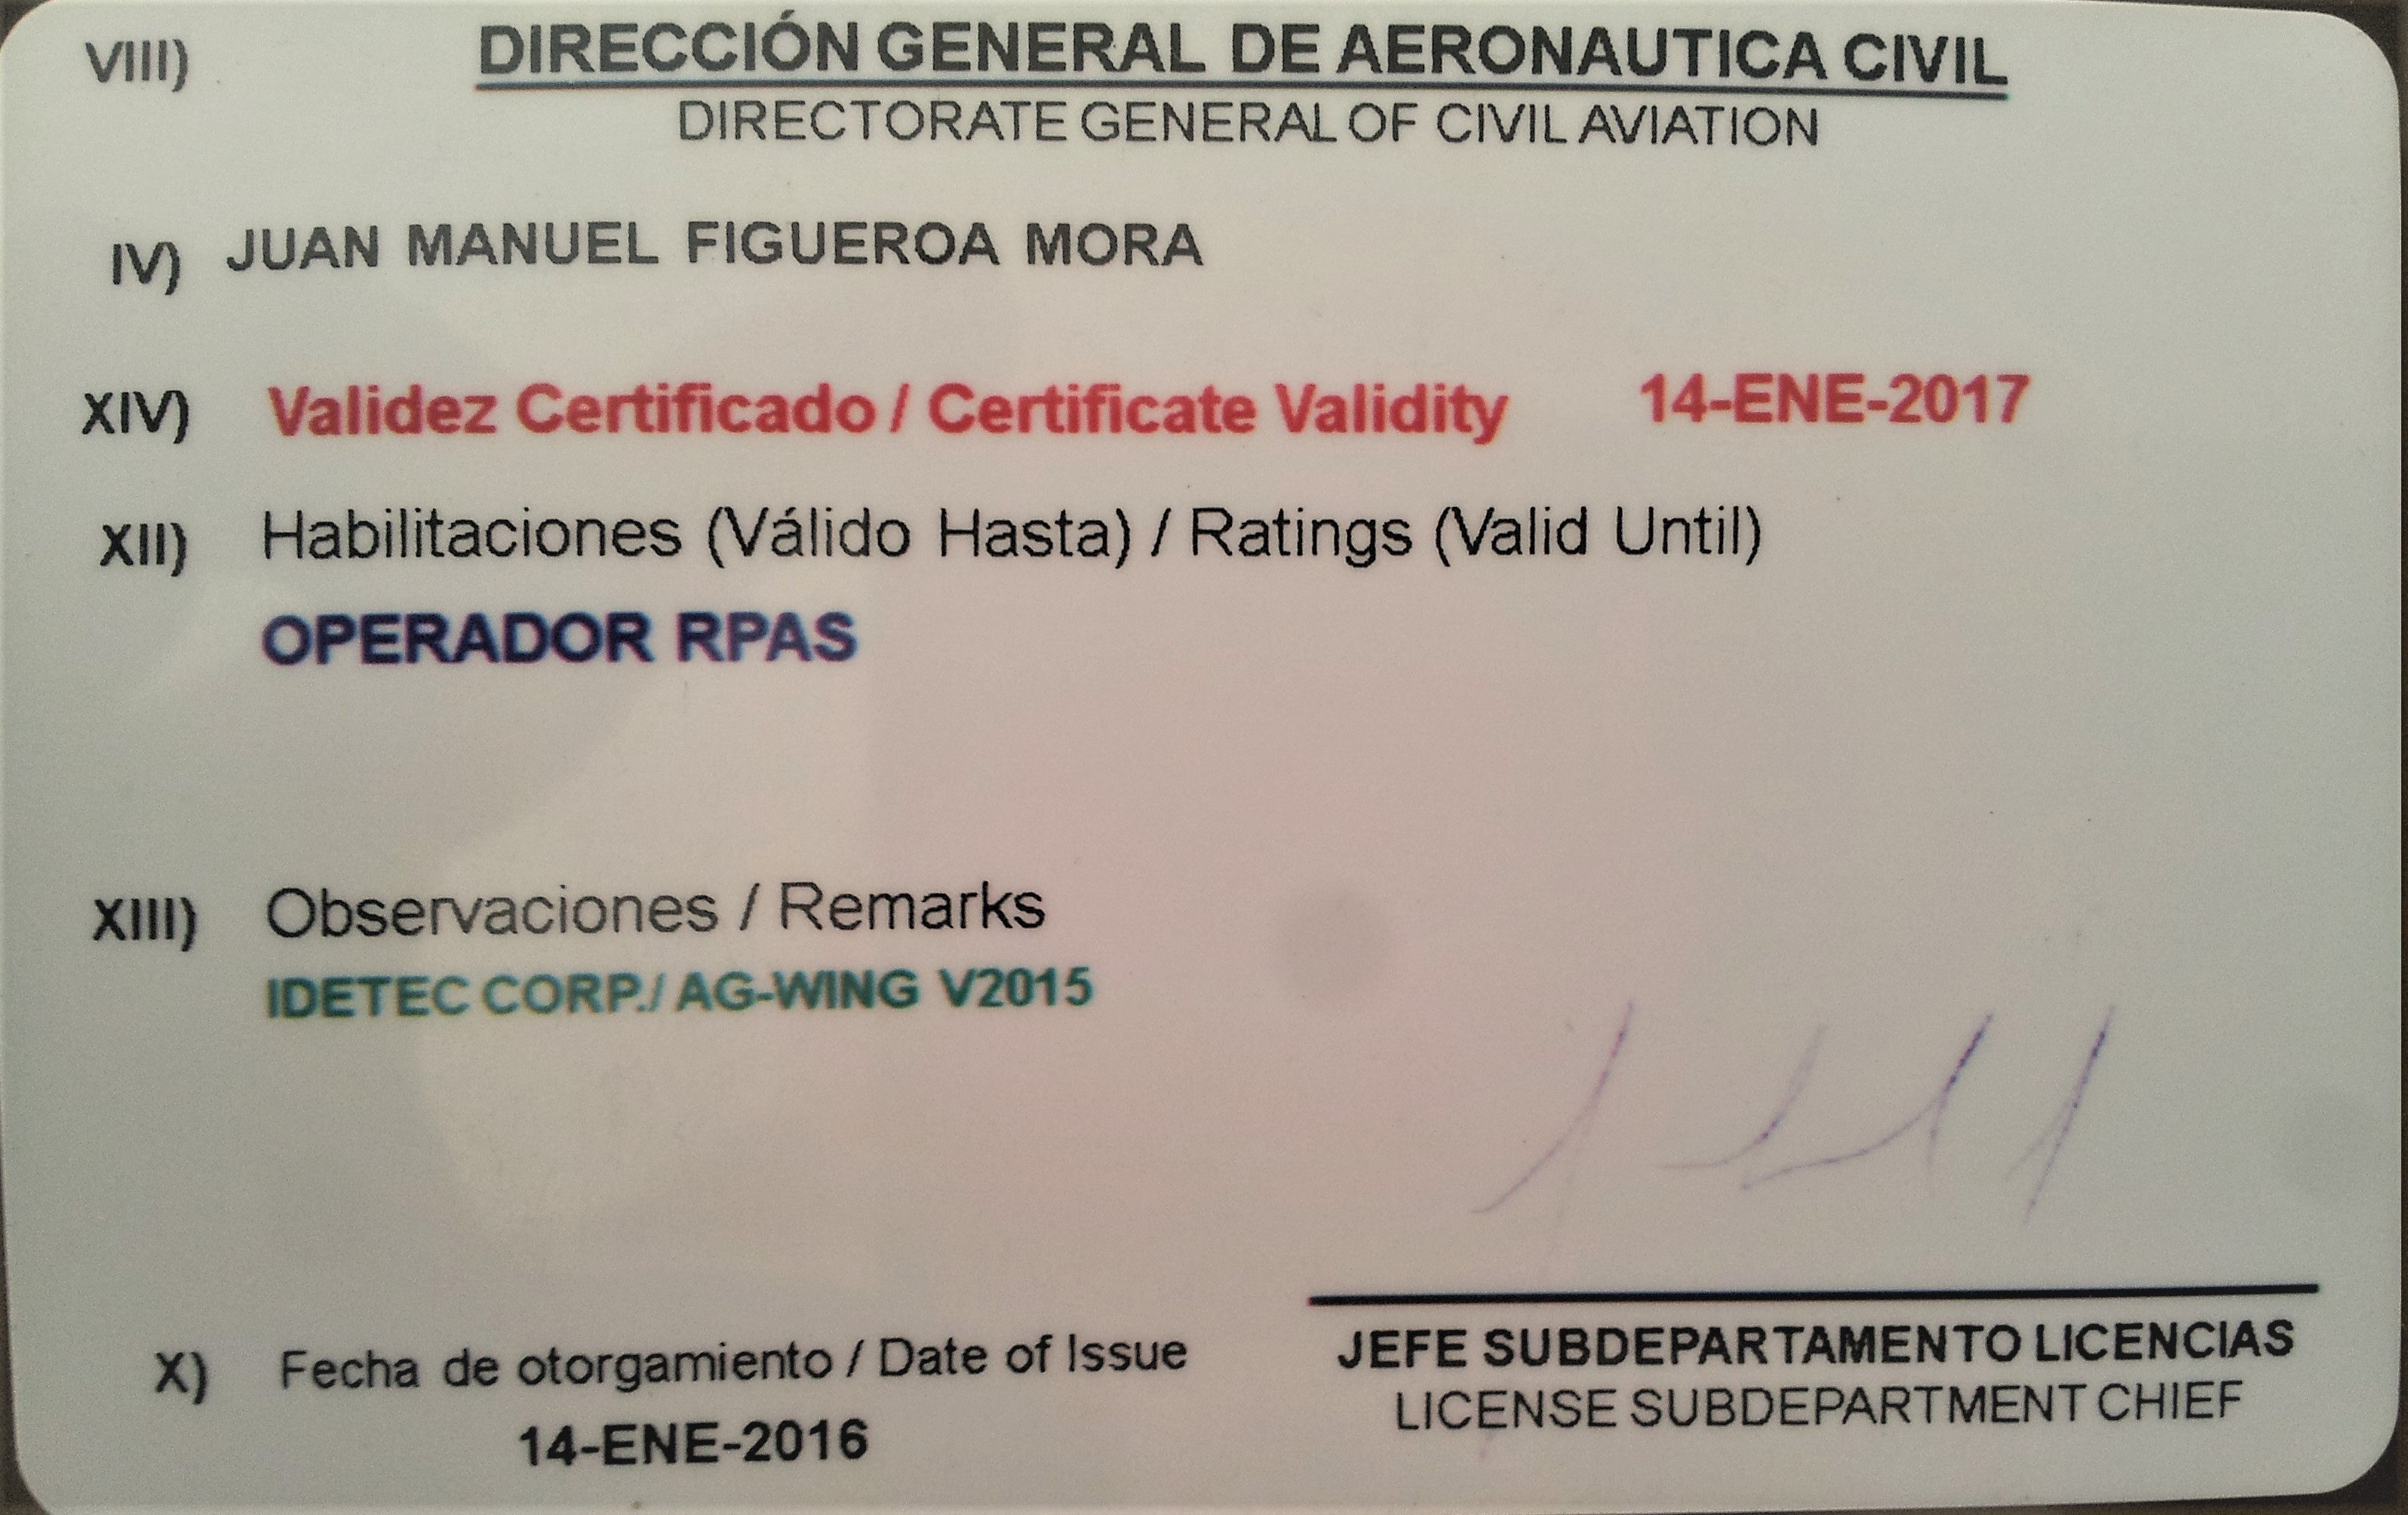 VIII) DIRECCIÓN GENERAL DE AERONAUTICA CIVIL
DIRECTORATE GENERAL OF CIVIL AVIATION
IV) JUAN MANUEL FIGUEROA MORA
XIV) Validez Certificado / Certificate Validity 14-ENE-2017
XII) Habilitaciones (Válido Hasta) / Ratings (Valid Until)
OPERADOR RPAS
XIII) Observaciones / Remarks
IDETEC CORP./ AG-WING V2015
X) Fecha de otorgamiento / Date of Issue
14-ENE-2016
JEFE SUBDEPARTAMENTO LICENCIAS
LICENSE SUBDEPARTMENT CHIEF